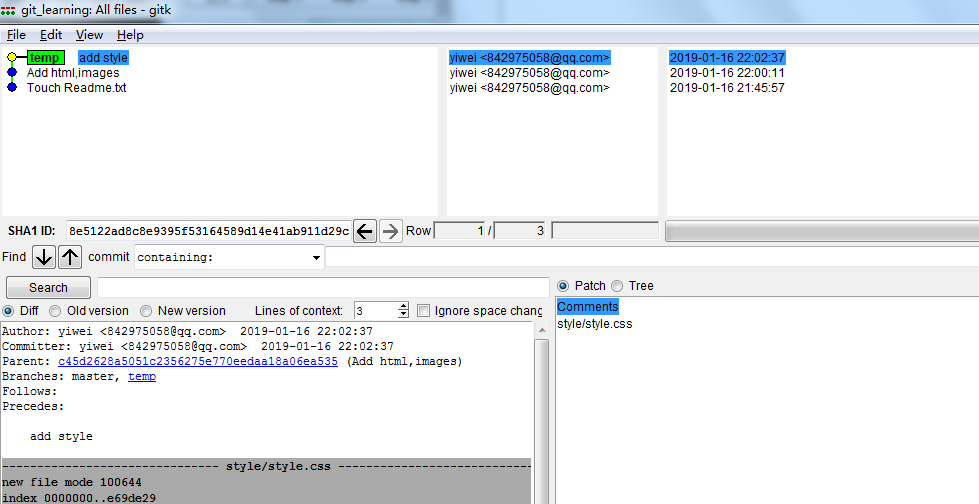 git_learning: All files - gitk
File Edit View Help
temp add style yiwei <842975058@qq.com> 2019-01-16 22:02:37
Add html,images yiwei <842975058@qq.com> 2019-01-16 22:00:11
Touch Readme.txt yiwei <842975058@qq.com> 2019-01-16 21:45:57
SHA1 ID: 8e5122ad8c8e9395f53164589d14e41ab911d29c Row 1 / 3
Find commit containing:
Search
Diff Old version New version Lines of context: 3 Ignore space chang
Author: yiwei <842975058@qq.com> 2019-01-16 22:02:37
Committer: yiwei <842975058@qq.com> 2019-01-16 22:02:37
Parent: c45d2628a5051c2356275e770eedaa18a06ea535 (Add html,images)
Branches: master, temp
Follows:
Precedes:
add style
------------------------------- style/style.css ---------------------------
new file mode 100644
index 0000000..e69de29
Patch Tree
Comments
style/style.css